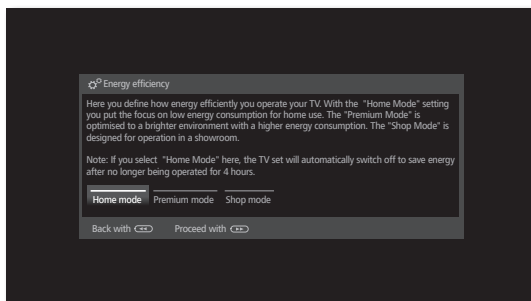 Energy efficiency
Here you define how energy efficiently you operate your TV. With the "Home Mode" setting
you put the focus on low energy consumption for home use. The "Premium Mode" is
optimised to a brighter environment with a higher energy consumption. The "Shop Mode" is
designed for operation in a showroom.
Note: If you select "Home Mode" here, the TV set will automatically switch off to save energy
after no longer being operated for 4 hours.
Home mode Premium mode Shop mode
Back with Proceed with